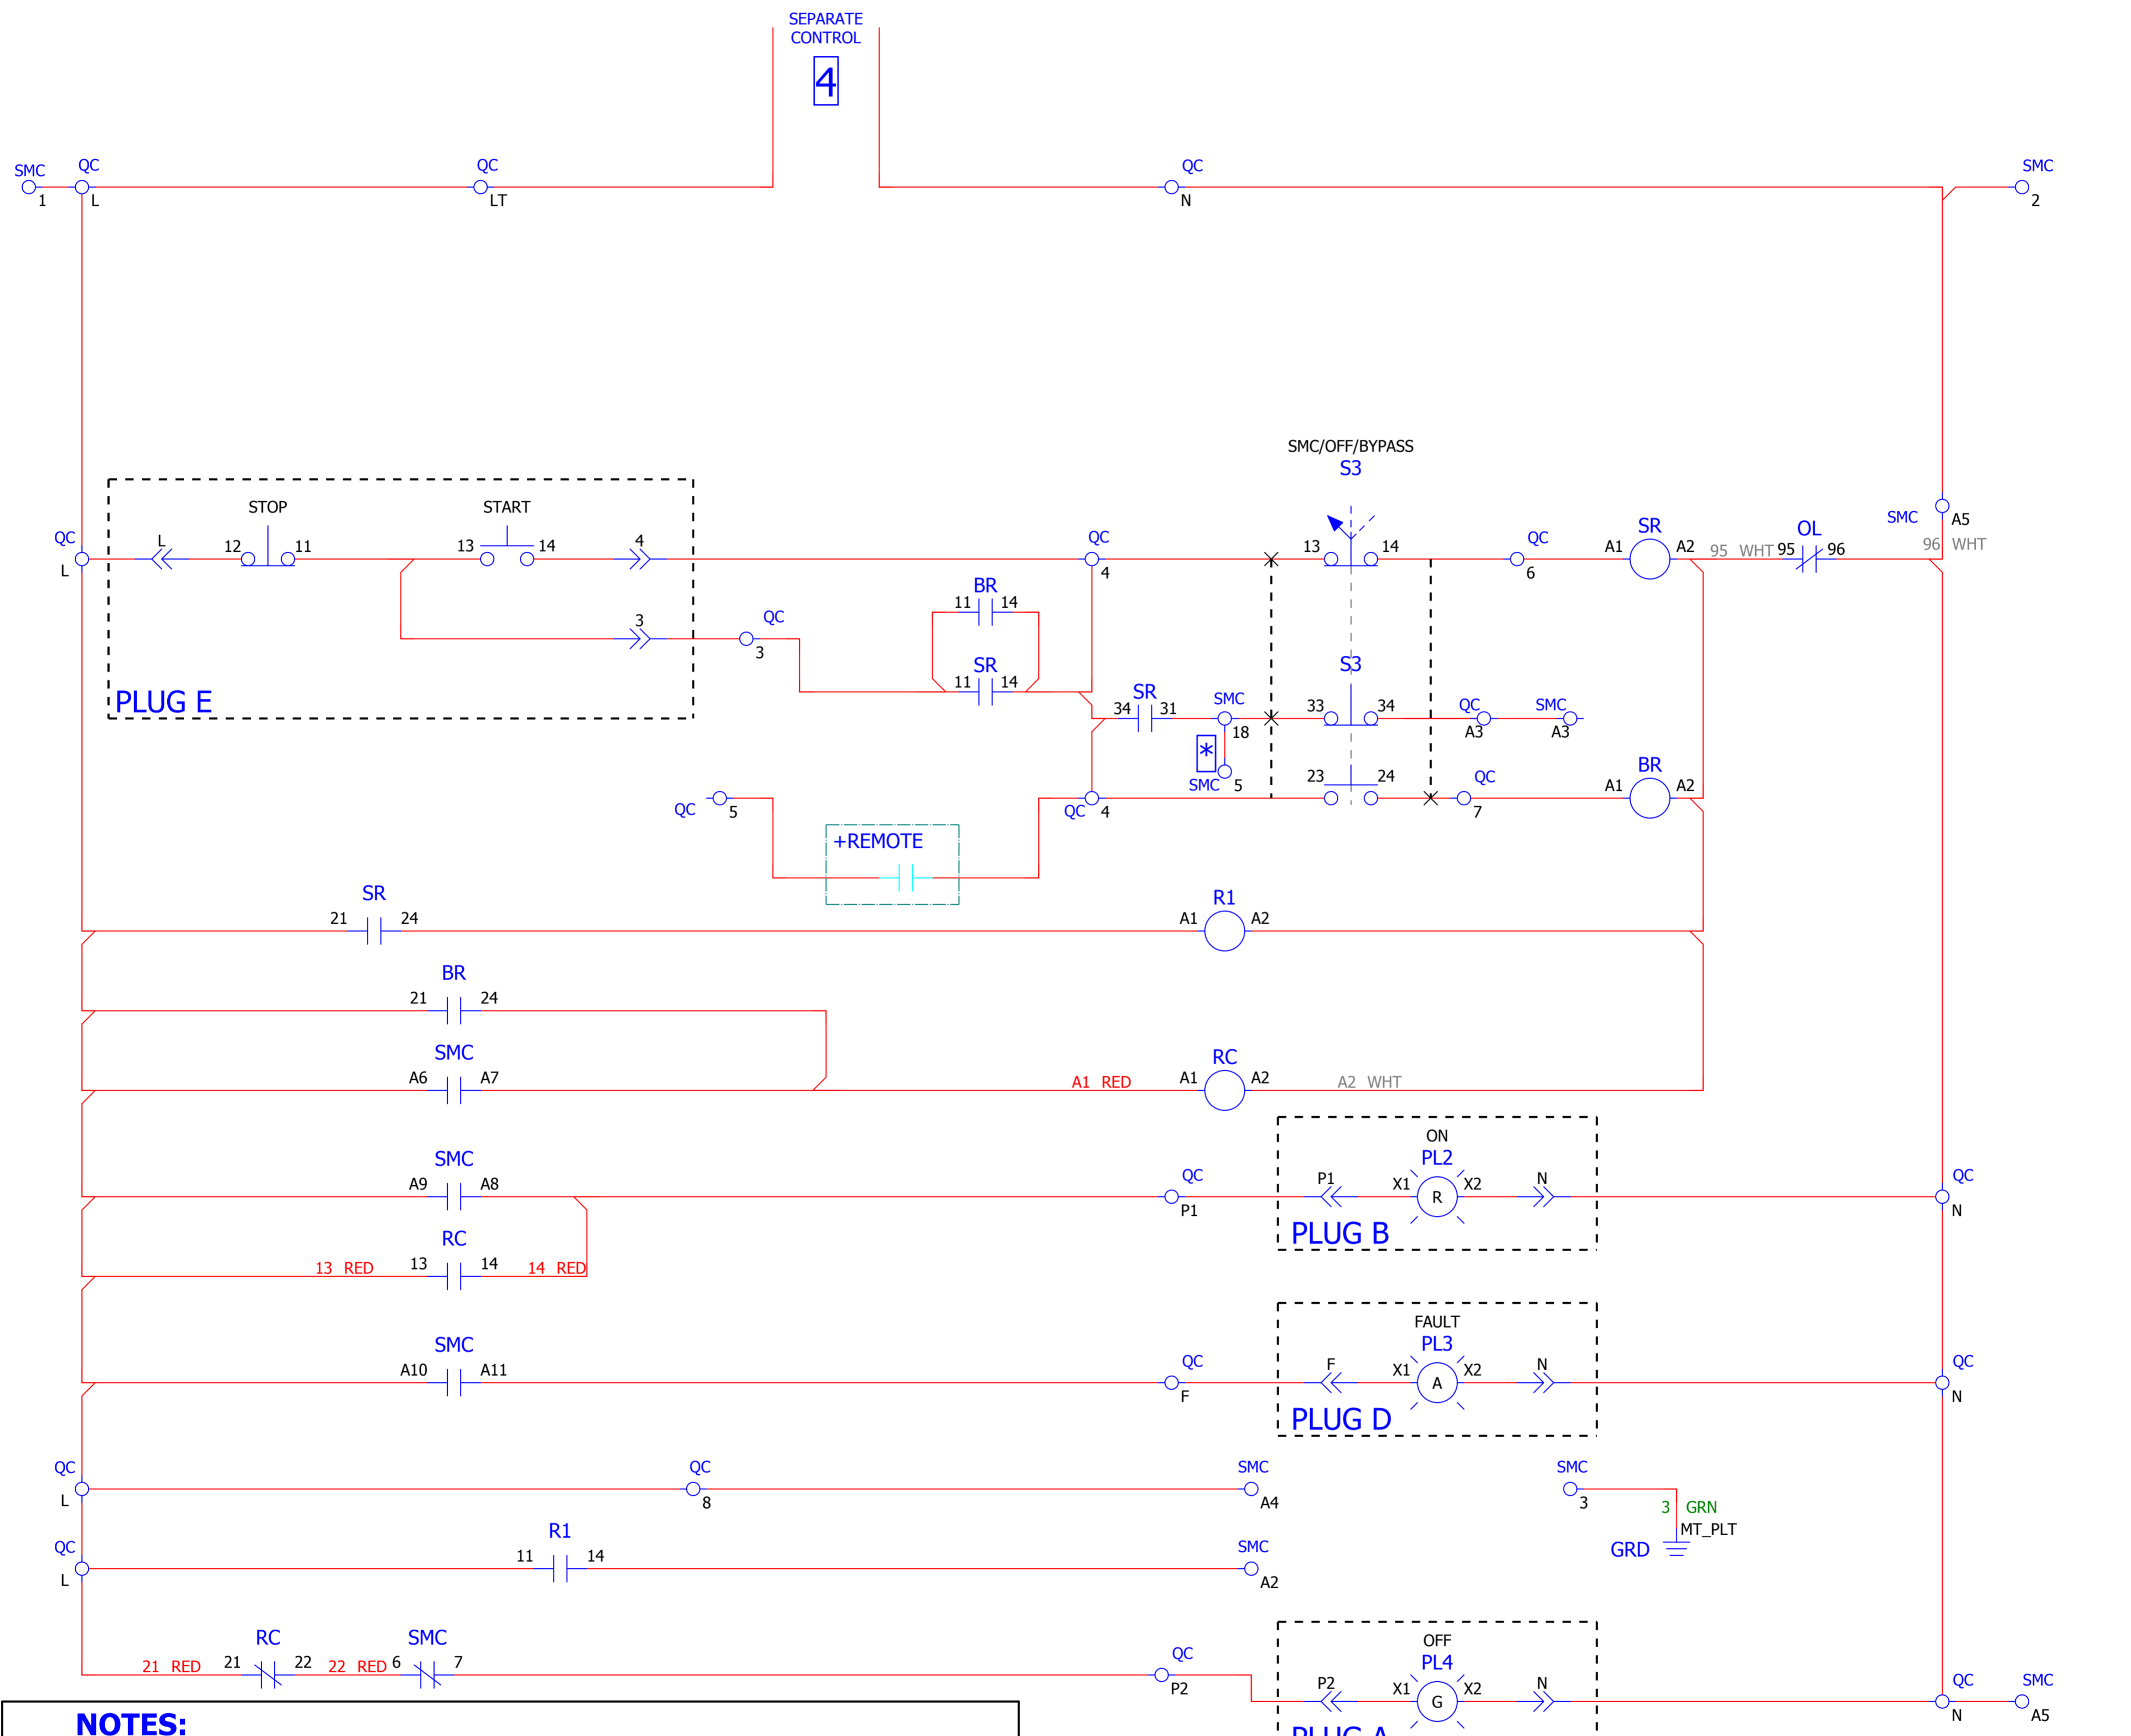 SEPARATE
CONTROL
4
SMC
QC
QC
QC
SMC
1
L
LT
N
2
SMC/OFF/BYPASS
S3
STOP
START
QC
L
L
12
11
13
14
4
QC
4
13
14
QC
6
SR
A1
A2
95 WHT
95
OL
96
SMC
A5
96 WHT
3
QC
3
BR
11
14
SR
11
14
PLUG E
S3
SR
34
31
SMC
18
33
34
QC
A3
SMC
A3
*
SMC
5
QC
5
QC
4
23
24
QC
7
BR
A1
A2
+REMOTE
SR
21
24
R1
A1
A2
BR
21
24
SMC
A6
A7
A1 RED
RC
A1
A2
A2 WHT
SMC
A9
A8
QC
P1
ON
PL2
P1
X1
R
X2
N
PLUG B
QC
N
RC
13 RED
13
14
14 RED
SMC
A10
A11
QC
F
FAULT
PL3
F
X1
A
X2
N
PLUG D
QC
N
QC
L
QC
8
SMC
A4
SMC
3
3 GRN
MT_PLT
GRD
QC
L
R1
11
14
SMC
A2
RC
21 RED
21
22
22 RED
SMC
6
7
QC
P2
OFF
PL4
P2
X1
G
X2
N
PLUG A
QC
N
SMC
A5
NOTES: